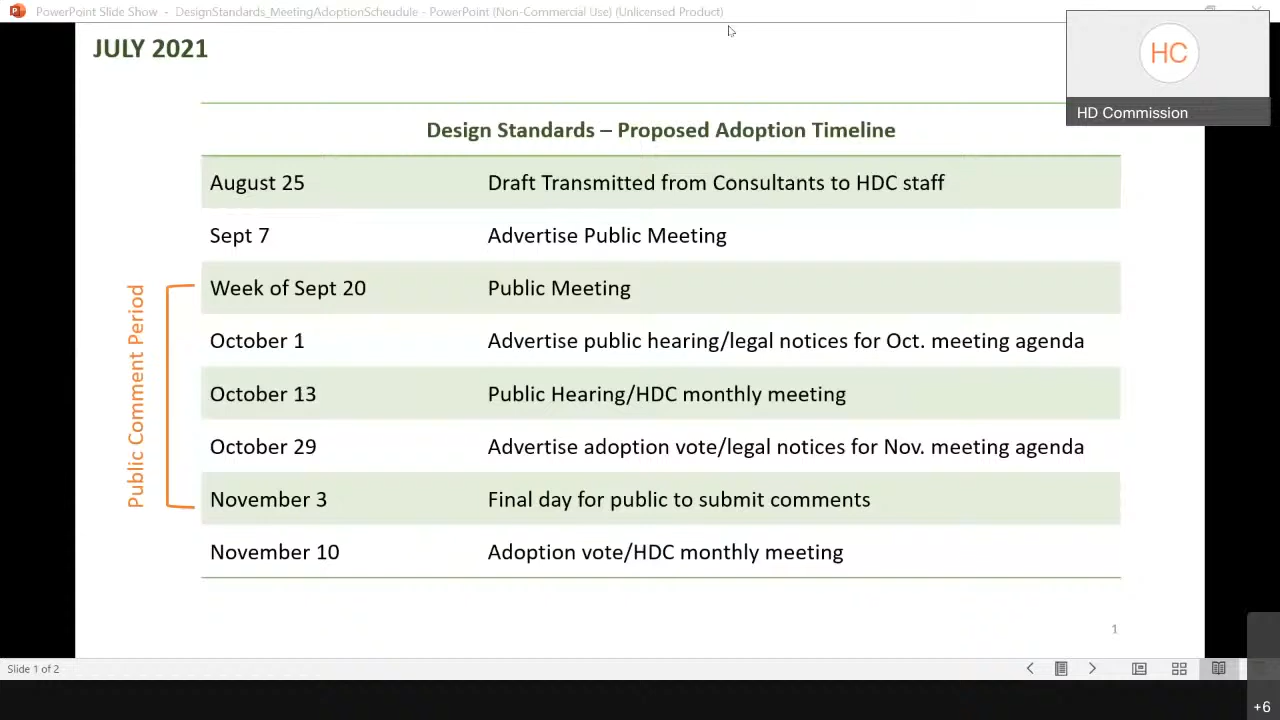 PowerPoint Slide Show - DesignStandards_MeetingAdoptionScheudule - PowerPoint (Non-Commercial Use) (Unlicensed Product)
JULY 2021
HC
HD Commission
Design Standards – Proposed Adoption Timeline
August 25 Draft Transmitted from Consultants to HDC staff
Sept 7 Advertise Public Meeting
Public Comment Period
Week of Sept 20 Public Meeting
October 1 Advertise public hearing/legal notices for Oct. meeting agenda
October 13 Public Hearing/HDC monthly meeting
October 29 Advertise adoption vote/legal notices for Nov. meeting agenda
November 3 Final day for public to submit comments
November 10 Adoption vote/HDC monthly meeting
1
Slide 1 of 2
+6